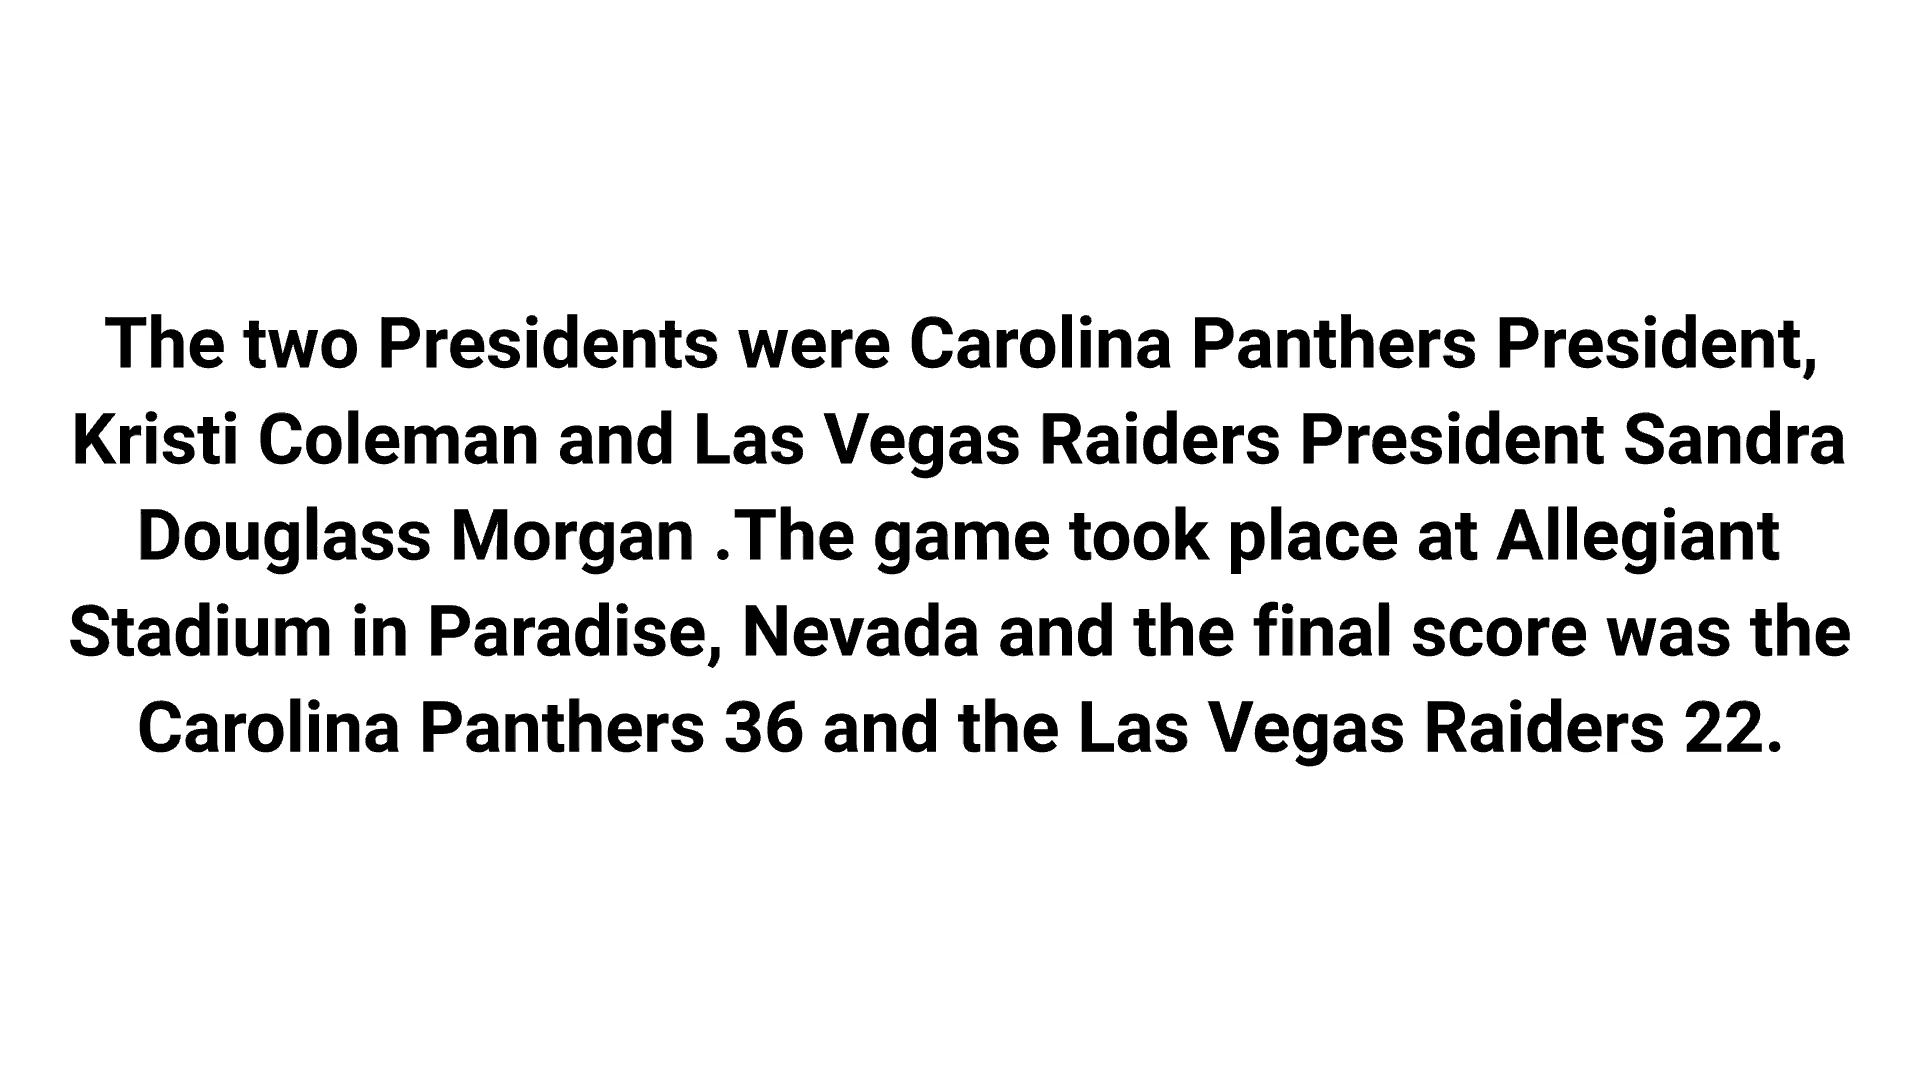 The two Presidents were Carolina Panthers President,
Kristi Coleman and Las Vegas Raiders President Sandra
Douglass Morgan .The game took place at Allegiant
Stadium in Paradise, Nevada and the final score was the
Carolina Panthers 36 and the Las Vegas Raiders 22.